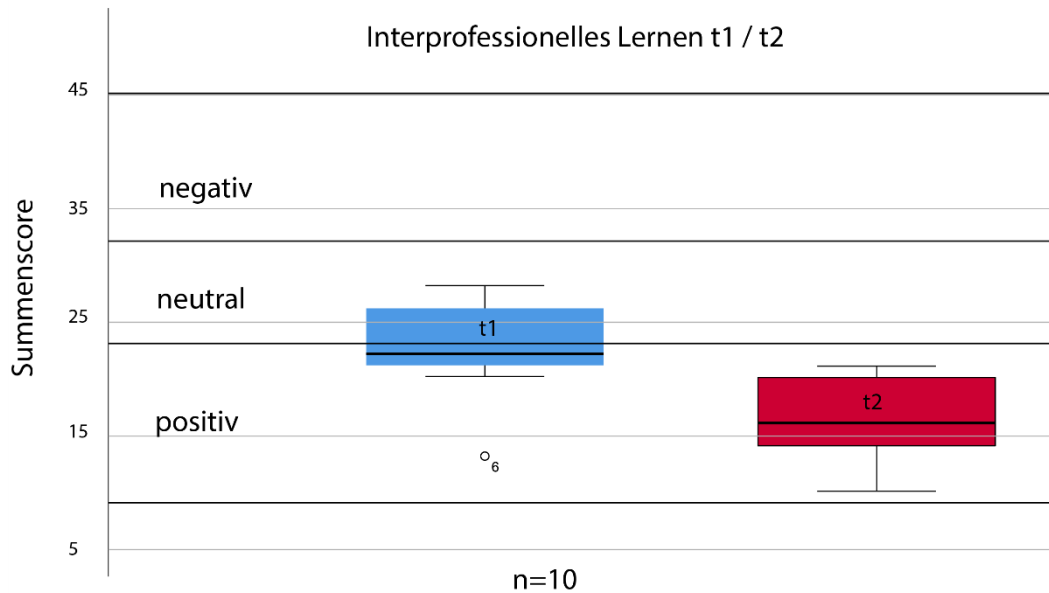 Interprofessionelles Lernen t1 / t2
Summenscore
45
negativ
35
neutral
25
t1
positiv
t2
15
6
5
n=10